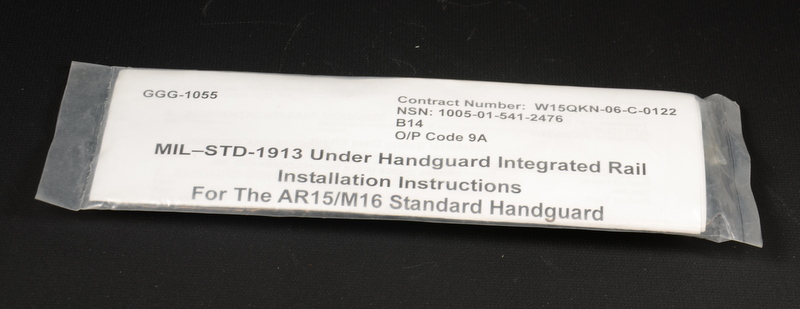 GGG-1055
Contract Number: W15QKN-06-C-0122
NSN: 1005-01-541-2476
B14
O/P Code 9A
MIL–STD-1913 Under Handguard Integrated Rail
Installation Instructions
For The AR15/M16 Standard Handguard